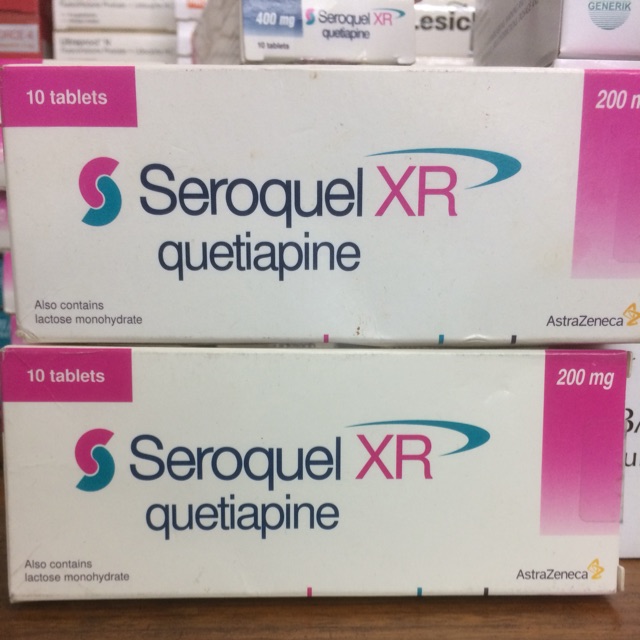 GENERIK
400 mg
Seroquel XR
quetiapine
10 tablets
10 tablets
200 m
Seroquel XR
quetiapine
Also contains
lactose monohydrate
AstraZeneca
10 tablets
200 mg
Seroquel XR
quetiapine
Also contains
lactose monohydrate
AstraZeneca